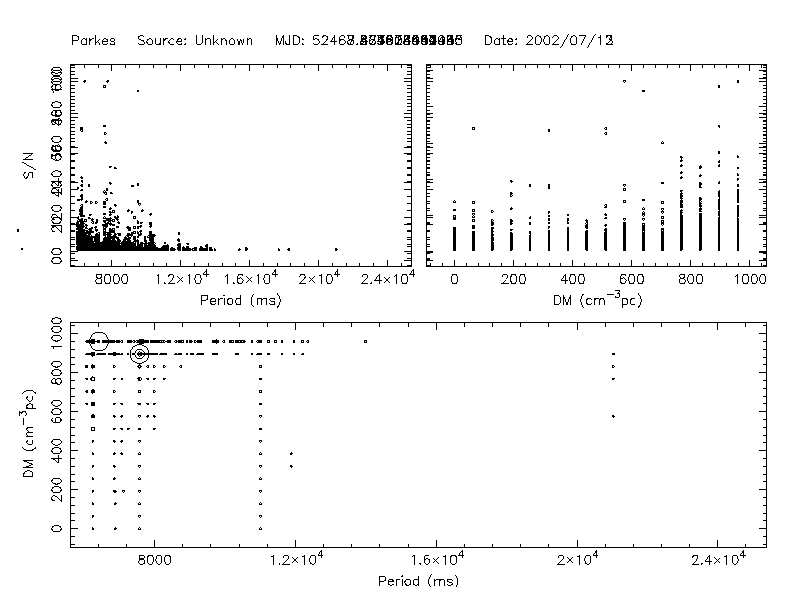 Parkes Source: Unknown MJD: Date: 2002/07/
S/N
8000 1.2×10⁴ 1.6×10⁴ 2×10⁴ 2.4×10⁴
Period (ms)
0 200 400 600 800 1000
DM (cm⁻³pc)
1000
800
600
400
200
0
DM (cm⁻³pc)
8000 1.2×10⁴ 1.6×10⁴ 2×10⁴ 2.4×10⁴
Period (ms)